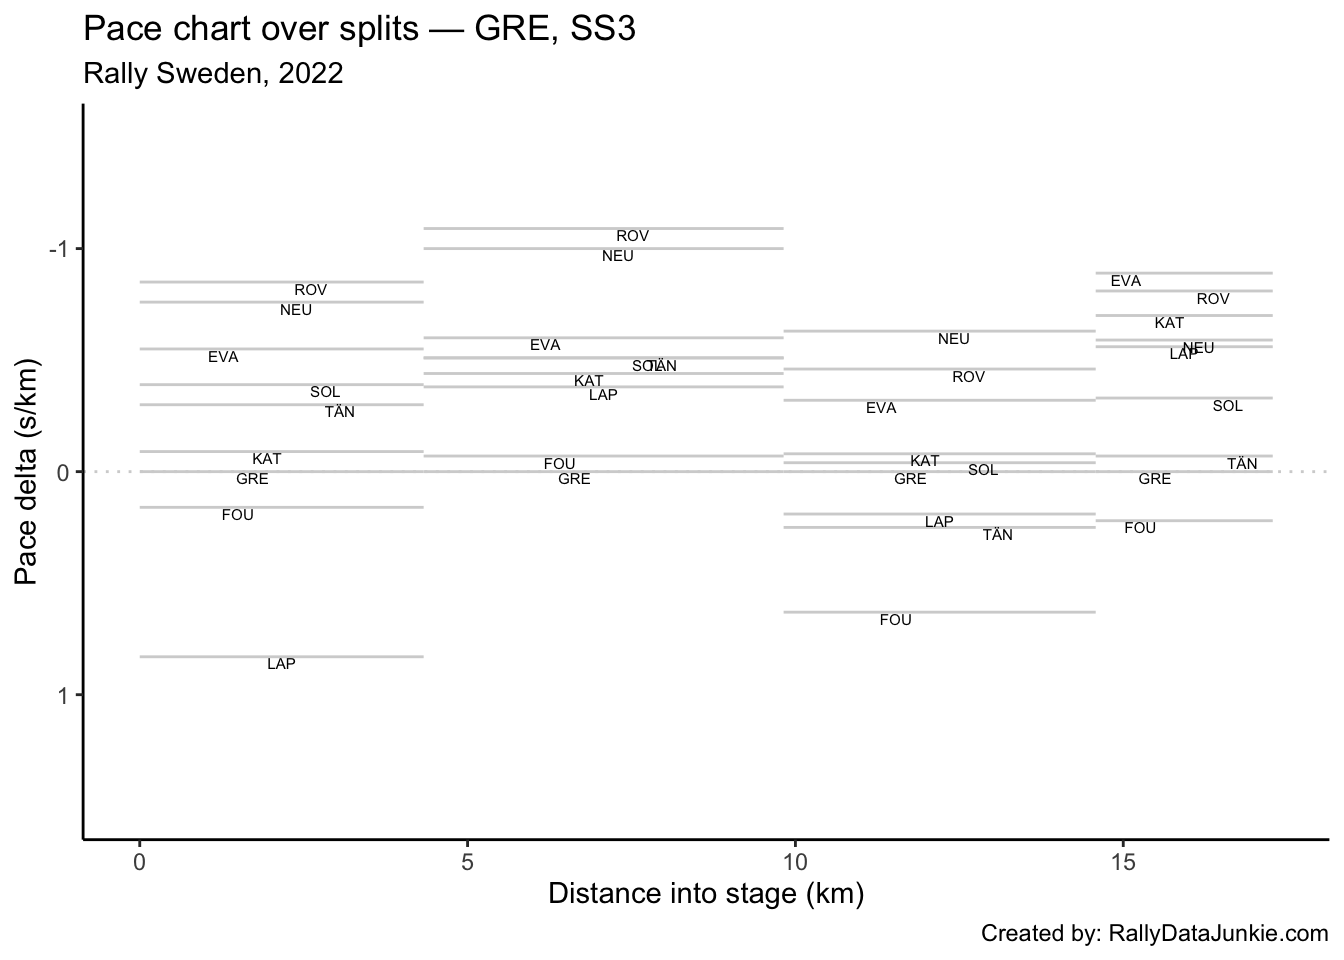 Pace chart over splits — GRE, SS3
Rally Sweden, 2022
Pace delta (s/km)
-1
0
1
ROV
NEU
EVA
SOL
TÄN
KAT
GRE
FOU
LAP
ROV
NEU
EVA
SOL
TÄN
KAT
LAP
FOU
GRE
NEU
ROV
EVA
KAT
SOL
GRE
LAP
TÄN
FOU
EVA
ROV
KAT
NEU
LAP
SOL
TÄN
GRE
FOU
0 5 10 15
Distance into stage (km)
Created by: RallyDataJunkie.com